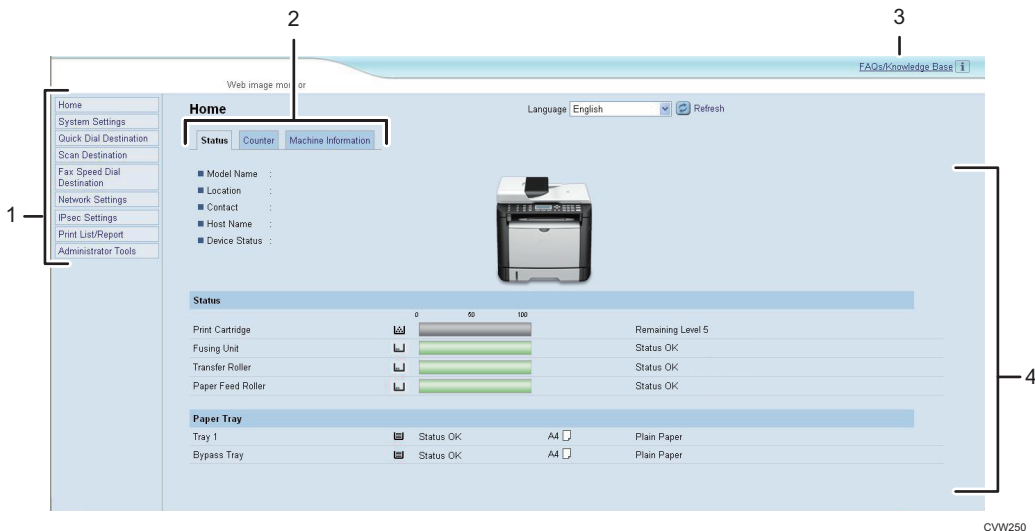 2
3
FAQs/Knowledge Base
Web image monitor
1
Home
System Settings
Quick Dial Destination
Scan Destination
Fax Speed Dial
Destination
Network Settings
IPsec Settings
Print List/Report
Administrator Tools
Home
Language English
Refresh
Status
Counter
Machine Information
Model Name :
Location :
Contact :
Host Name :
Device Status :
4
Status
0 50 100
Print Cartridge Remaining Level 5
Fusing Unit Status OK
Transfer Roller Status OK
Paper Feed Roller Status OK
Paper Tray
Tray 1 Status OK A4 Plain Paper
Bypass Tray Status OK A4 Plain Paper
CVW250